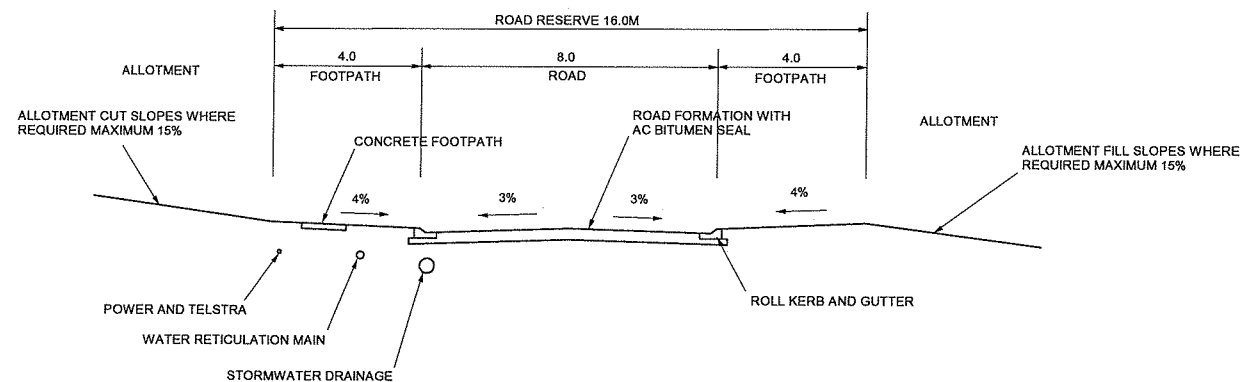 ROAD RESERVE 16.0M
4.0
8.0
4.0
FOOTPATH
ROAD
FOOTPATH
ALLOTMENT
ALLOTMENT CUT SLOPES WHERE
REQUIRED MAXIMUM 15%
CONCRETE FOOTPATH
ROAD FORMATION WITH
AC BITUMEN SEAL
ALLOTMENT
ALLOTMENT FILL SLOPES WHERE
REQUIRED MAXIMUM 15%
4%
3%
3%
4%
POWER AND TELSTRA
WATER RETICULATION MAIN
STORMWATER DRAINAGE
ROLL KERB AND GUTTER